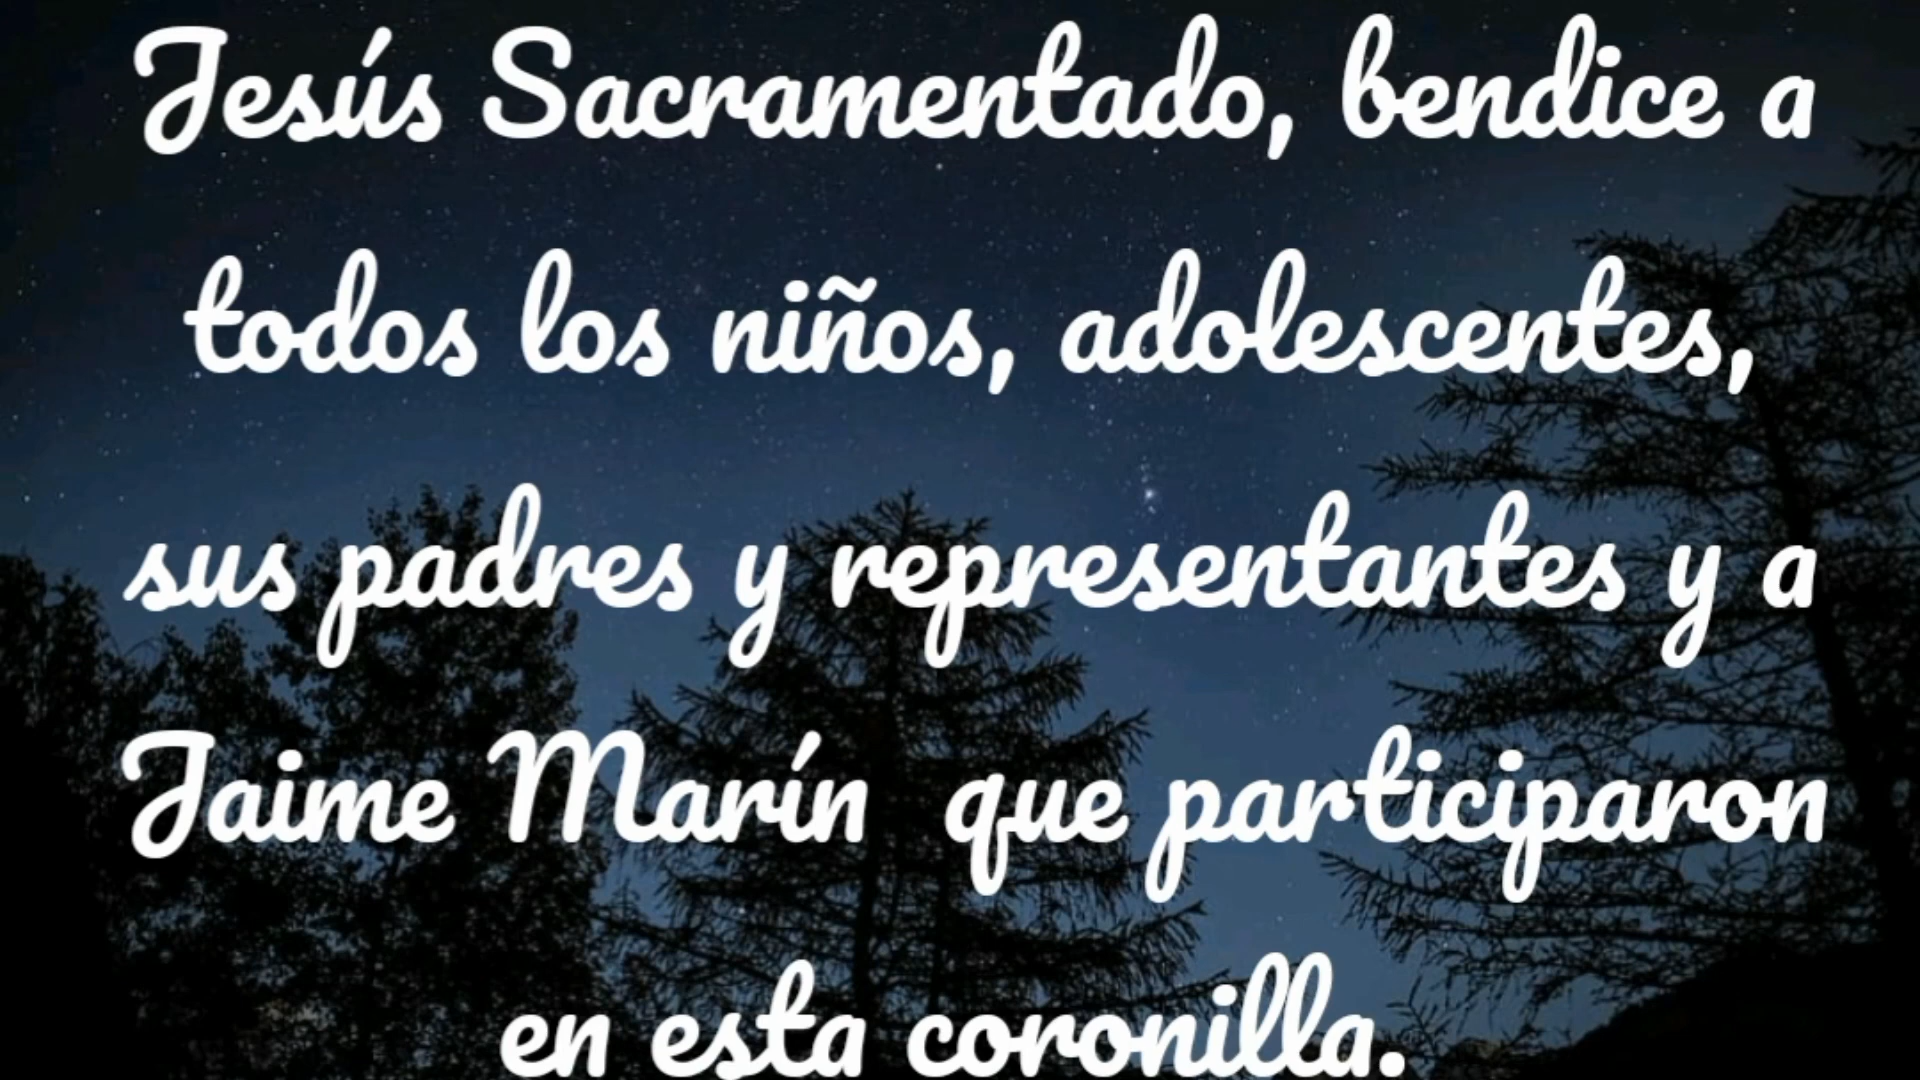 Jesús Sacramentado, bendice a
todos los niños, adolescentes,
sus padres y representantes y a
Jaime Marín que participaron
en esta coronilla.